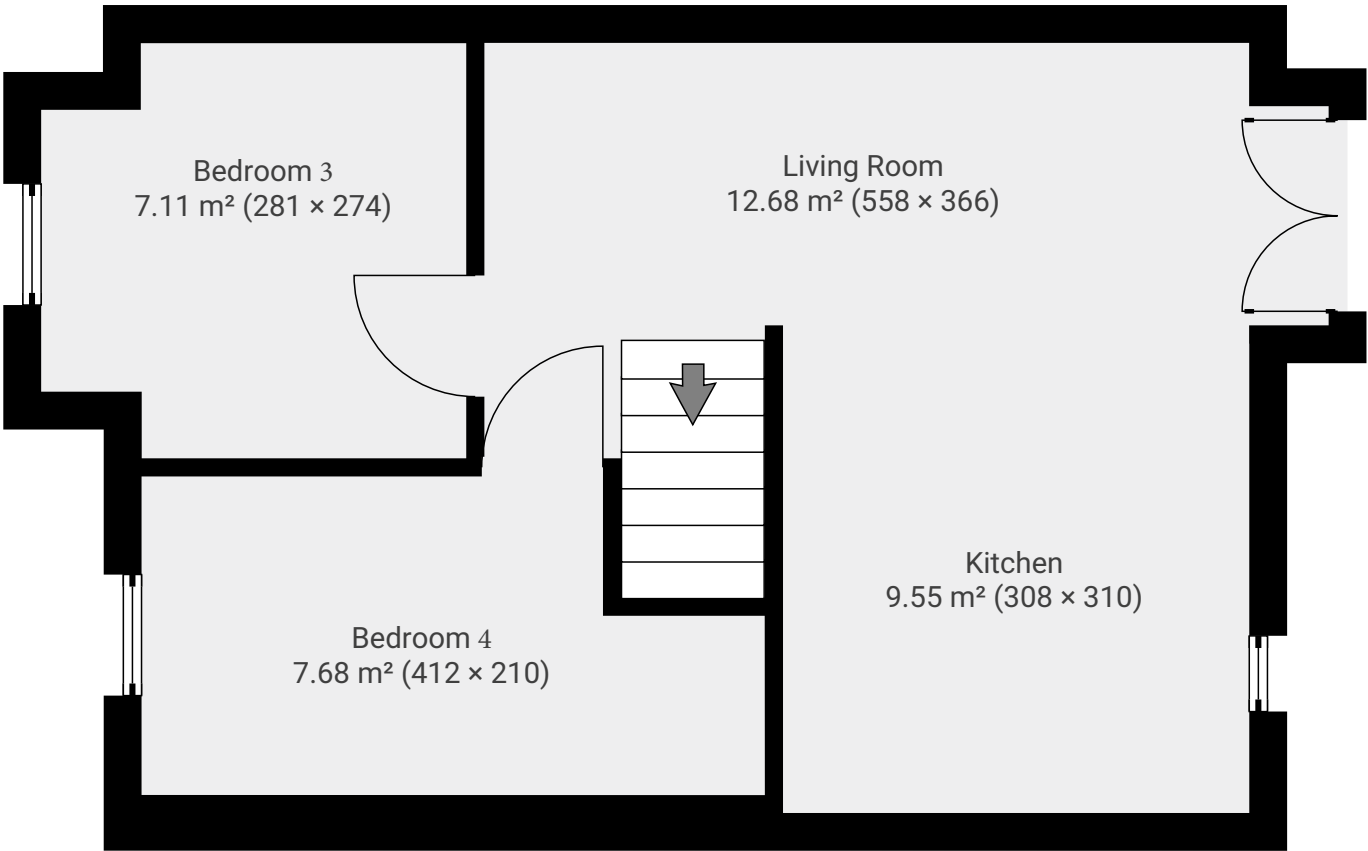 Bedroom 3
7.11 m² (281 × 274)
Living Room
12.68 m² (558 × 366)
Kitchen
9.55 m² (308 × 310)
Bedroom 4
7.68 m² (412 × 210)